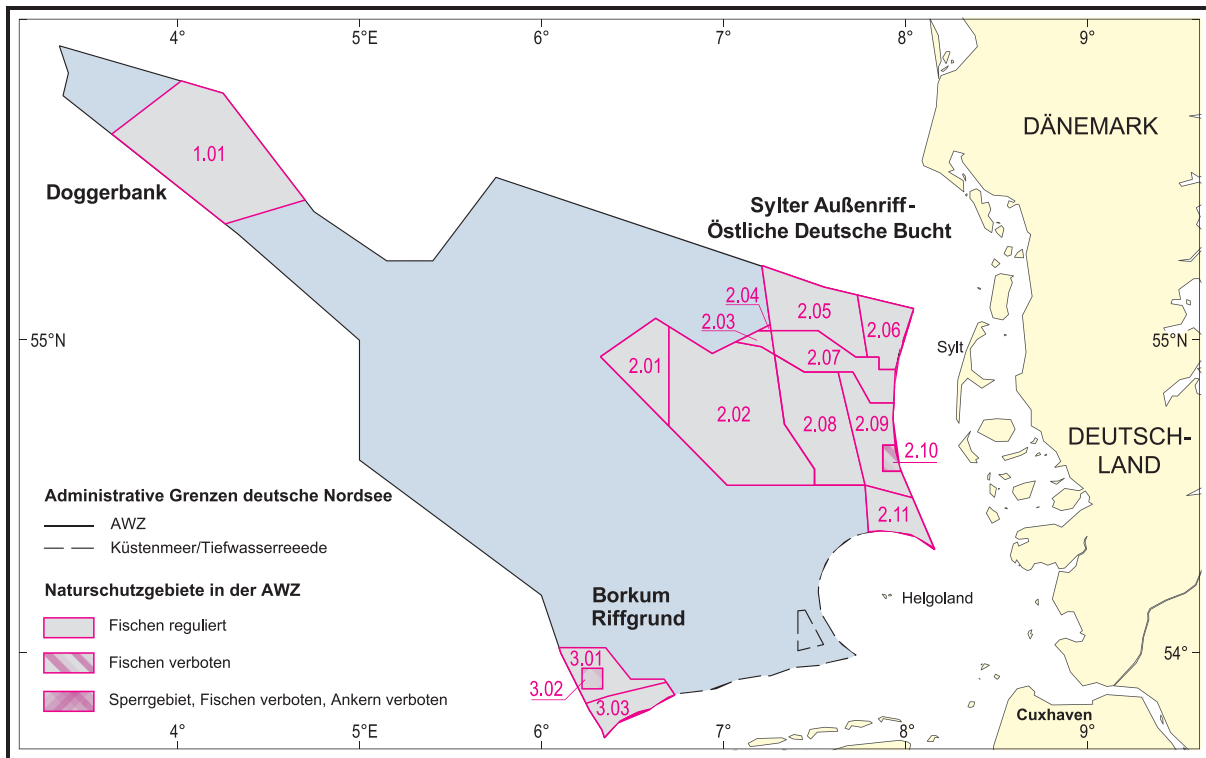 4°
5°E
6°
7°
8°
9°
DÄNEMARK
1.01
Doggerbank
Sylter Außenriff-
Östliche Deutsche Bucht
2.04
2.05
2.03
2.06
55°N
55°N
2.07
Sylt
2.01
2.02
2.08
2.09
2.10
DEUTSCH-
LAND
2.11
Administrative Grenzen deutsche Nordsee
AWZ
Küstenmeer/Tiefwasserreeede
Naturschutzgebiete in der AWZ
Fischen reguliert
Fischen verboten
Sperrgebiet, Fischen verboten, Ankern verboten
Borkum
Riffgrund
Helgoland
3.01
3.02
3.03
54°
Cuxhaven
4°
5°E
6°
7°
8°
9°